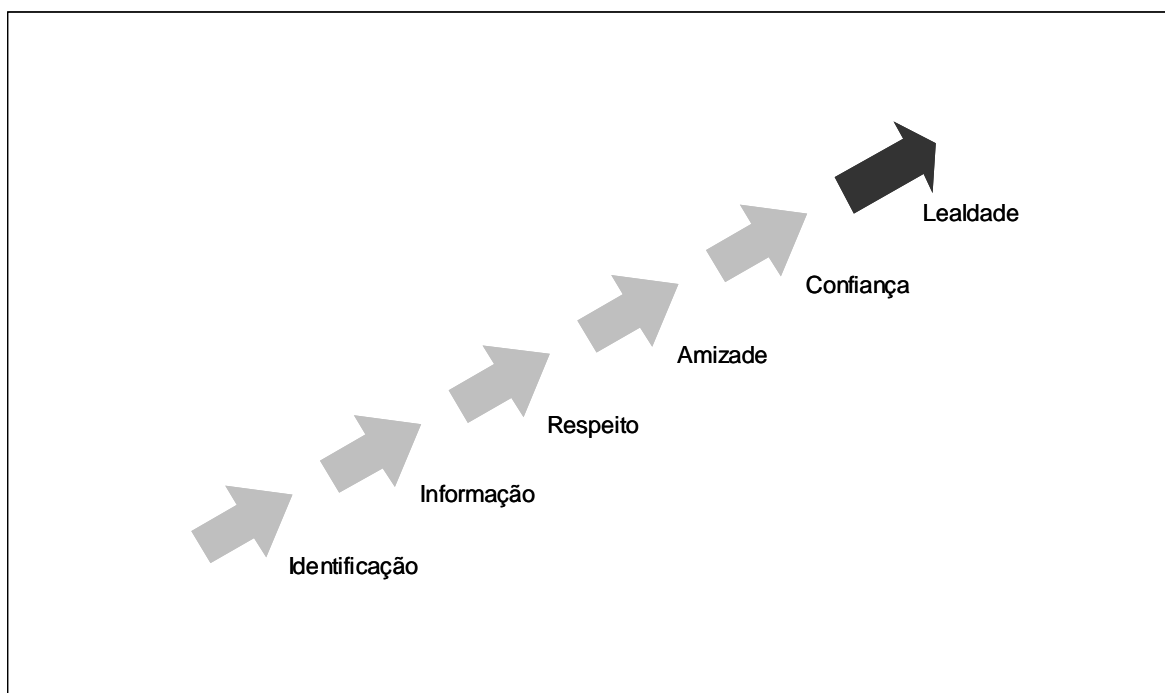 Lealdade
Confiança
Amizade
Respeito
Informação
Identificação